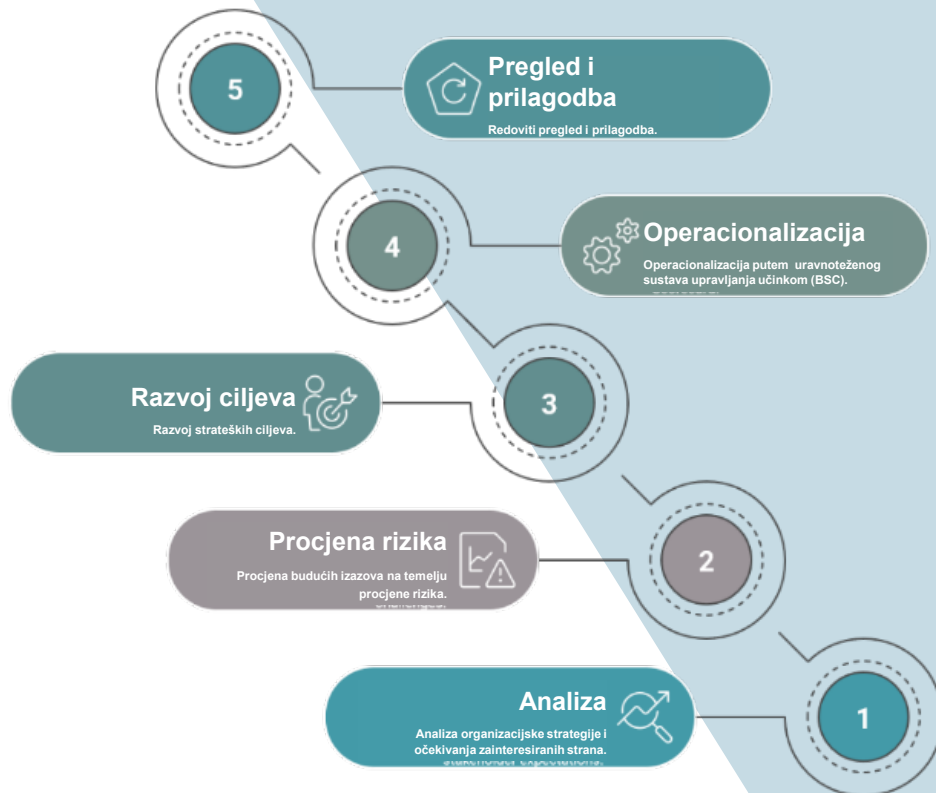 5
Pregled i
prilagodba
Redoviti pregled i prilagodba.
4
Operacionalizacija
Operacionalizacija putem uravnoteženog
sustava upravljanja učinkom (BSC).
3
Razvoj ciljeva
Razvoj strateških ciljeva.
2
Procjena rizika
Procjena budućih izazova na temelju
procjene rizika.
1
Analiza
Analiza organizacijske strategije i
očekivanja zainteresiranih strana.
stakeholder expectations.